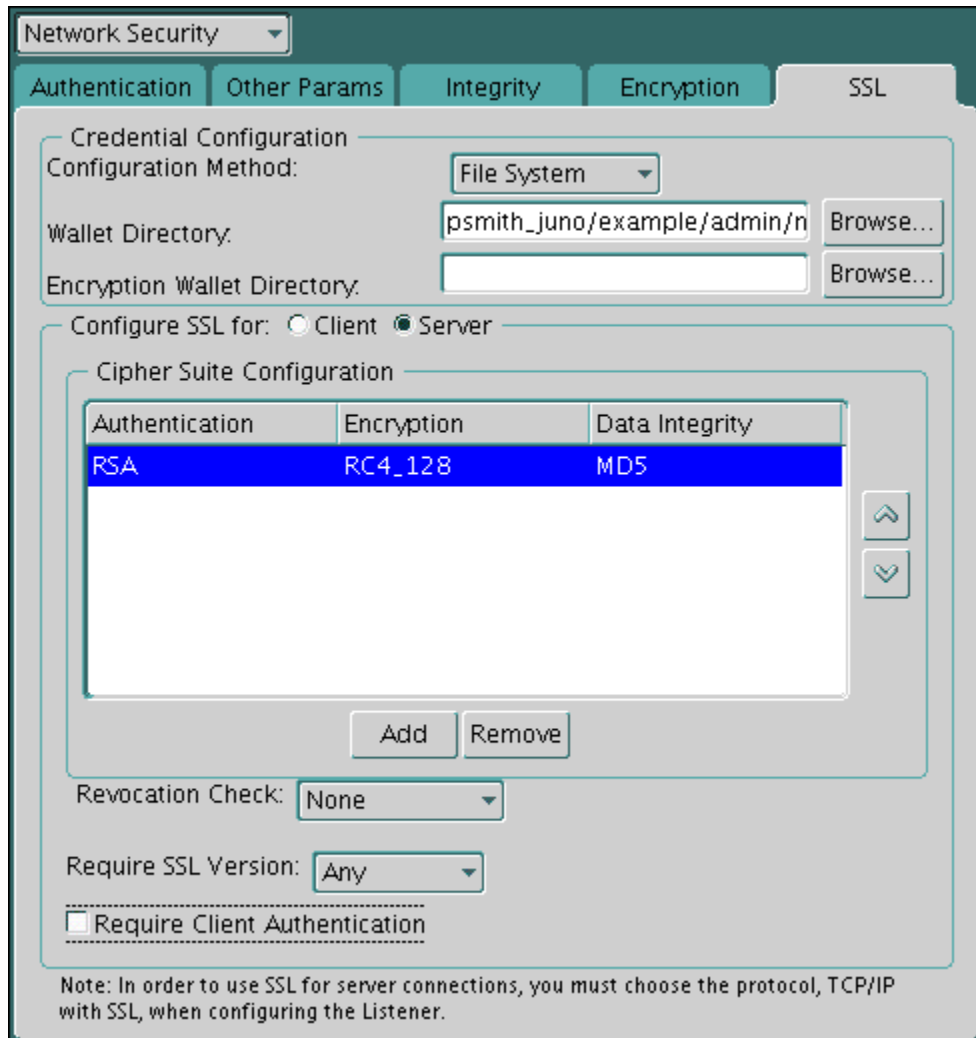 Network Security
Authentication Other Params Integrity Encryption SSL
Credential Configuration
Configuration Method: File System
Wallet Directory: psmith_juno/example/admin/n Browse...
Encryption Wallet Directory: Browse...
Configure SSL for: Client Server
Cipher Suite Configuration
Authentication Encryption Data Integrity
RSA RC4_128 MD5
Add Remove
Revocation Check: None
Require SSL Version: Any
Require Client Authentication
Note: In order to use SSL for server connections, you must choose the protocol, TCP/IP
with SSL, when configuring the Listener.